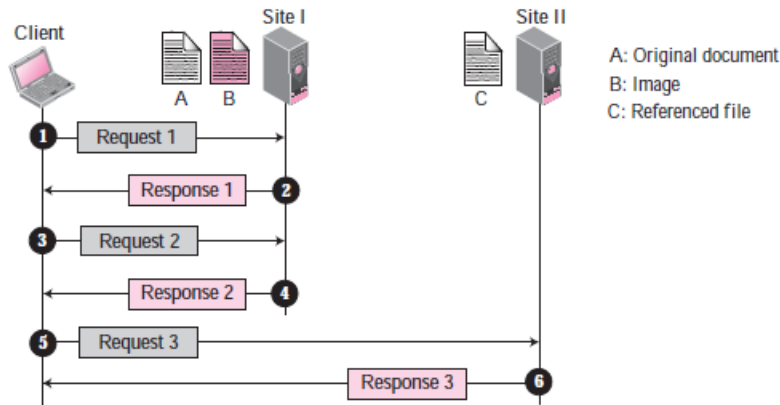 Client
Site I
Site II
A
B
C
A: Original document
B: Image
C: Referenced file
1 Request 1
Response 1 2
3 Request 2
Response 2 4
5 Request 3
Response 3 6